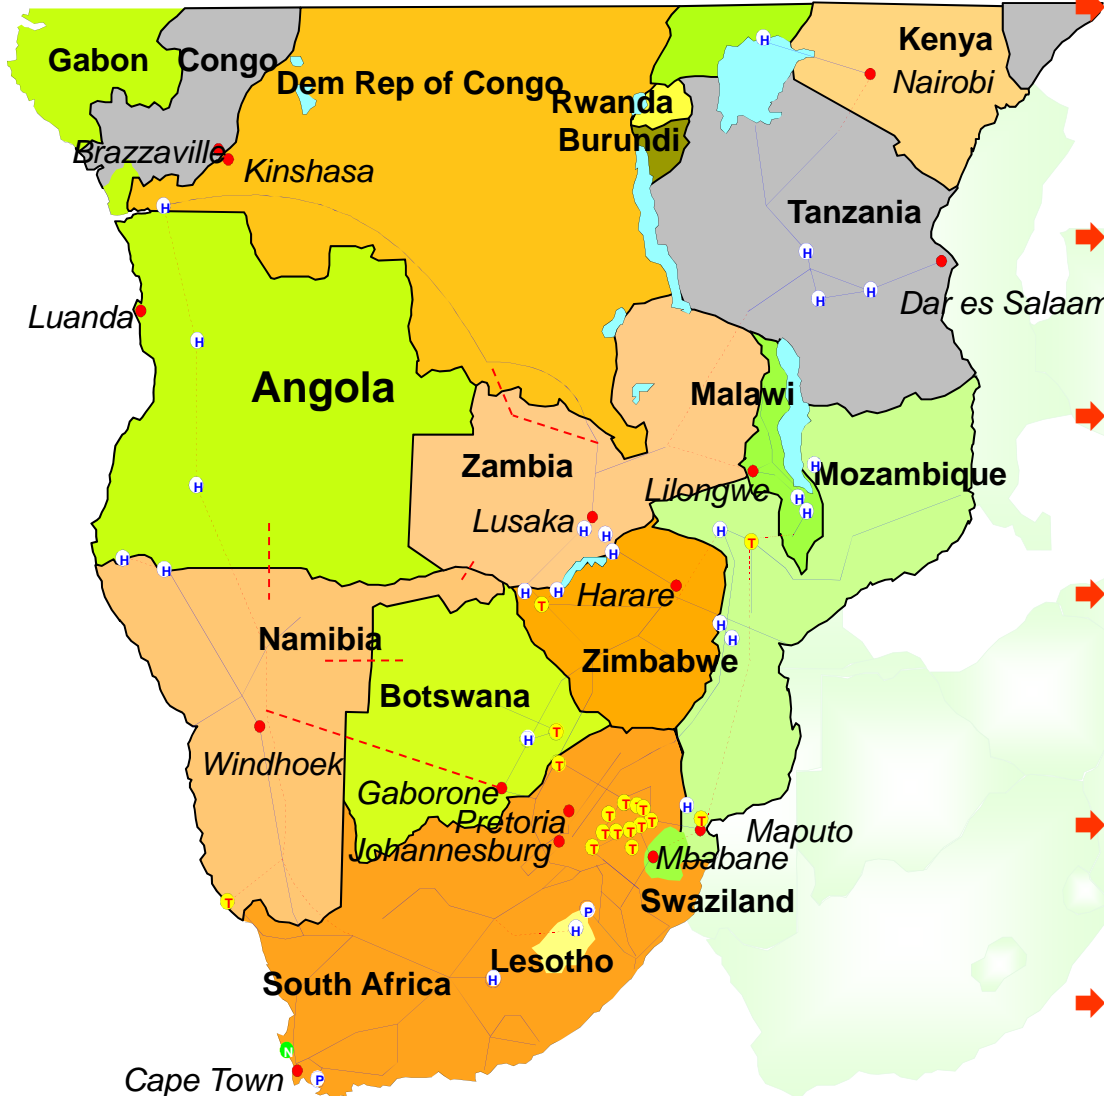 Gabon
Congo
Kenya
Dem Rep of Congo
Nairobi
Rwanda
Burundi
Brazzaville
Kinshasa
H
H
Tanzania
H
Luanda
H
H
H
Dar es Salaam
H
Angola
Malawi
Zambia
Mozambique
H
Lilongwe
H
H
H
Lusaka
H
H
H
H
T
H
H
H
H
H
T
Harare
H
H
Namibia
Zimbabwe
Botswana
H
T
T
Windhoek
Gaborone
Pretoria
Johannesburg
T
T
T
T
T
T
T
T
T
T
T
H
T
Maputo
Mbabane
T
Swaziland
P
H
Lesotho
South Africa
H
N
Cape Town
P